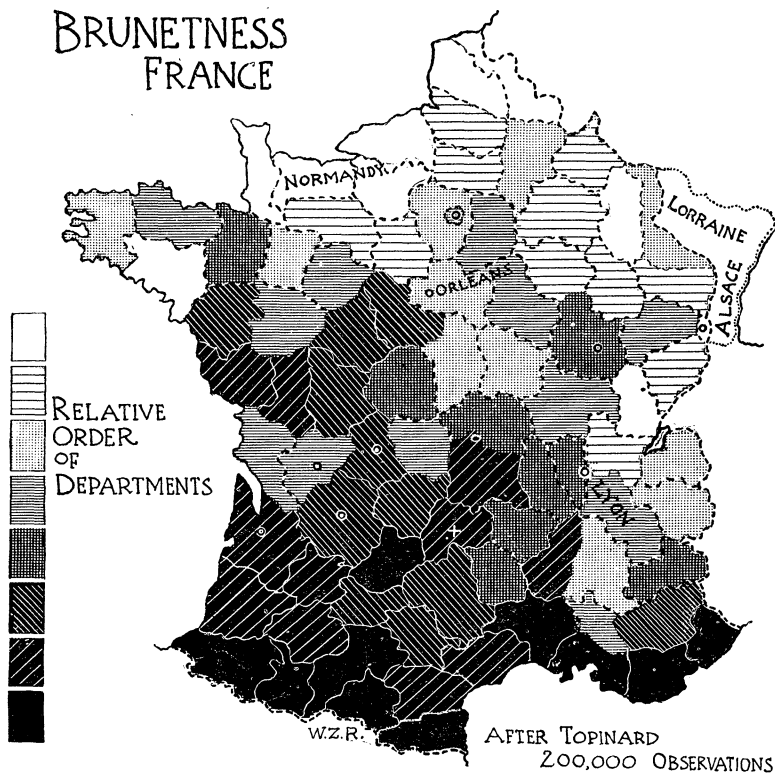 BRUNETNESS
FRANCE
NORMANDY
LORRAINE
ALSACE
ORLEANS
RELATIVE
ORDER
OF
DEPARTMENTS
LYON
W.Z.R.
AFTER TOPINARD
200,000 OBSERVATIONS